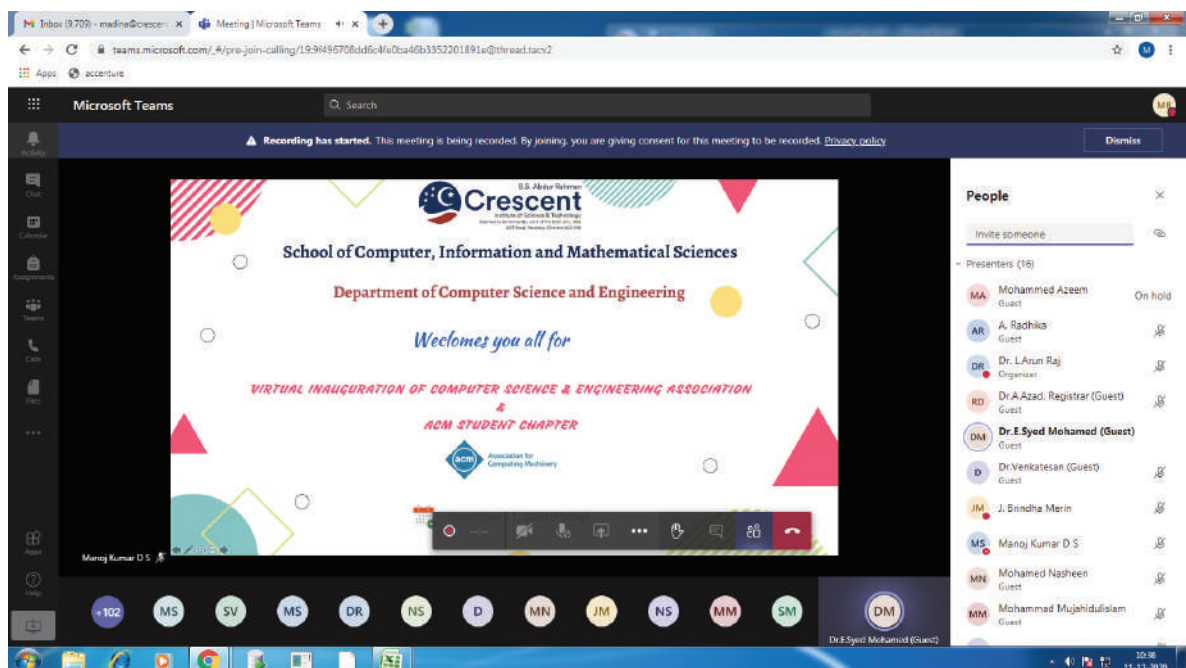 Inbox (9,709) - madina@crescen
Meeting | Microsoft Teams
teams.microsoft.com/_#/pre-join-calling/19:9f496708dd6c4fe0ba46b3352201891e@thread.tacv2
M
Apps
accenture
Microsoft Teams
Search
MB
Recording has started. This meeting is being recorded. By joining, you are giving consent for this meeting to be recorded. Privacy policy
Dismiss
Activity
Chat
Calendar
Assignments
Teams
Calls
Files
Apps
Help
B.S. Abdur Rahman
Crescent
Institute of Science & Technology
School of Computer, Information and Mathematical Sciences
Department of Computer Science and Engineering
Weclomes you all for
VIRTUAL INAUGURATION OF COMPUTER SCIENCE & ENGINEERING ASSOCIATION
&
ACM STUDENT CHAPTER
acm
Association for
Computing Machinery
Manoj Kumar D S
+102
MS
SV
MS
DR
NS
D
MN
JM
NS
MM
SM
DM
Dr.E.Syed Mohamed (Guest)
People
Invite someone
Presenters (16)
MA
Mohammed Azeem
Guest
On hold
AR
A. Radhika
Guest
DR
Dr. L.Arun Raj
Organizer
RD
Dr.A.Azad, Registrar (Guest)
Guest
DM
Dr.E.Syed Mohamed (Guest)
Guest
D
Dr.Venkatesan (Guest)
Guest
JM
J. Brindha Merin
MS
Manoj Kumar D S
MN
Mohamed Nasheen
Guest
MM
Mohammad Mujahidulislam
Guest
10:36
11-12-2020